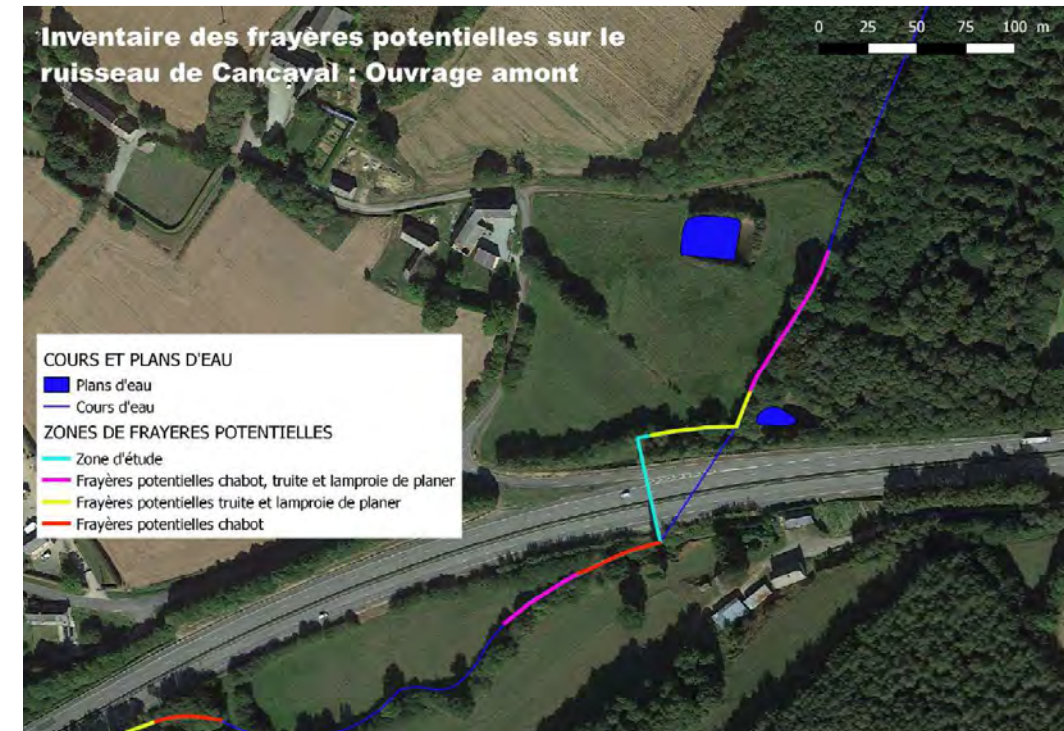 Inventaire des frayères potentielles sur le
ruisseau de Cancaval : Ouvrage amont
0 25 50 75 100 m
COURS ET PLANS D'EAU
Plans d'eau
Cours d'eau
ZONES DE FRAYERES POTENTIELLES
Zone d'étude
Frayères potentielles chabot, truite et lamproie de planer
Frayères potentielles truite et lamproie de planer
Frayères potentielles chabot